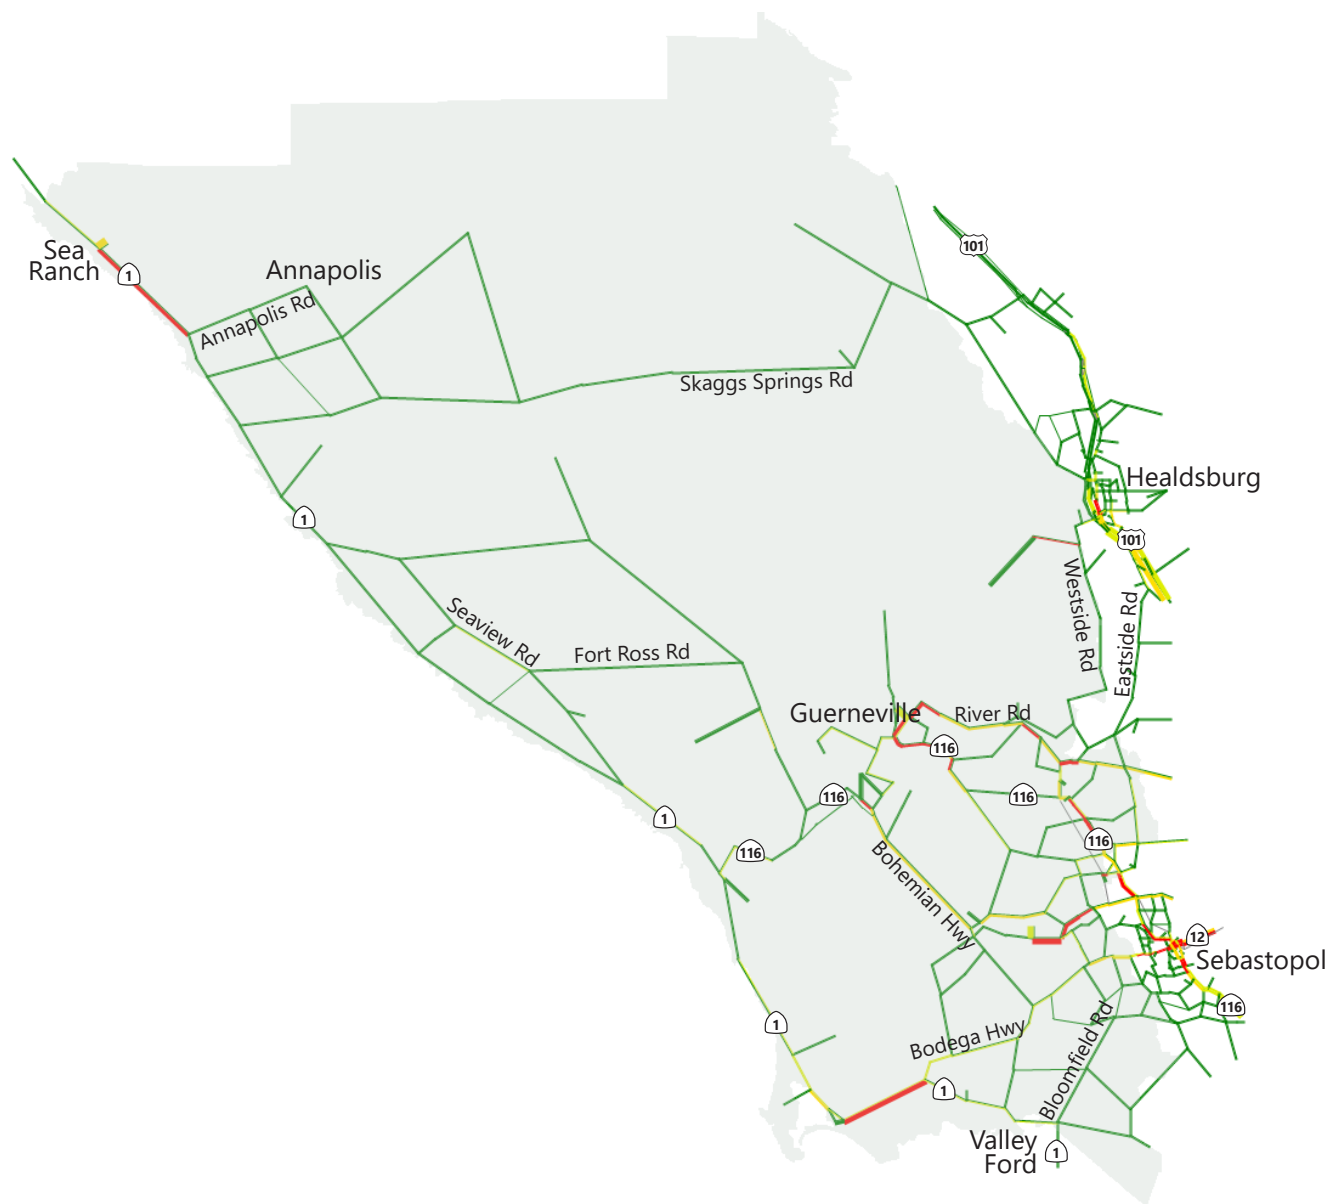 101
Sea
Ranch
1
Annapolis
Annapolis Rd
Skaggs Springs Rd
Healdsburg
1
101
Westside Rd
Eastside Rd
Seaview Rd
Fort Ross Rd
Guerneville
River Rd
116
116
116
1
116
116
Bohemian Hwy
12
Sebastopol
116
1
Bodega Hwy
Bloomfield Rd
1
Valley
Ford
1